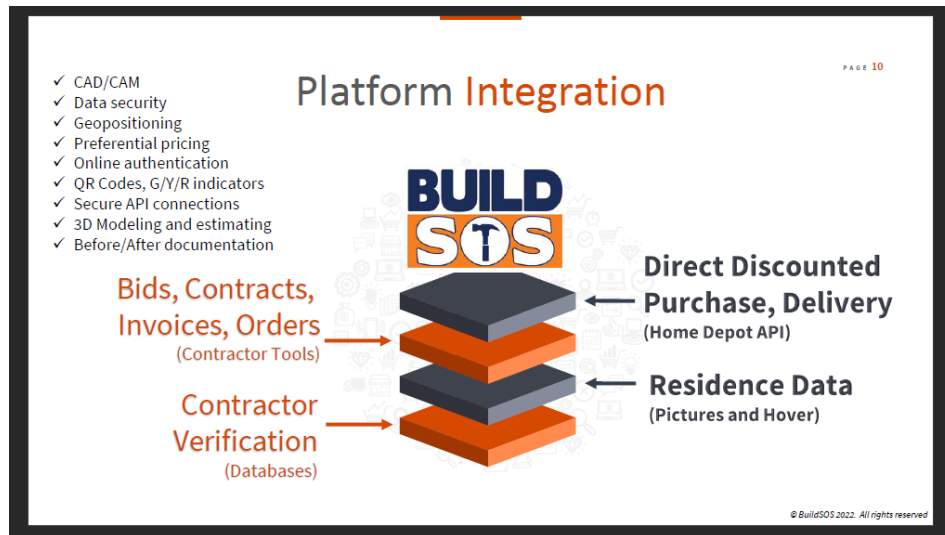 PAGE 10
Platform Integration
✓ CAD/CAM
✓ Data security
✓ Geopositioning
✓ Preferential pricing
✓ Online authentication
✓ QR Codes, G/Y/R indicators
✓ Secure API connections
✓ 3D Modeling and estimating
✓ Before/After documentation
BUILD
SOS
Bids, Contracts,
Invoices, Orders
(Contractor Tools)
Direct Discounted
Purchase, Delivery
(Home Depot API)
Contractor
Verification
(Databases)
Residence Data
(Pictures and Hover)
© BuildSOS 2022. All rights reserved